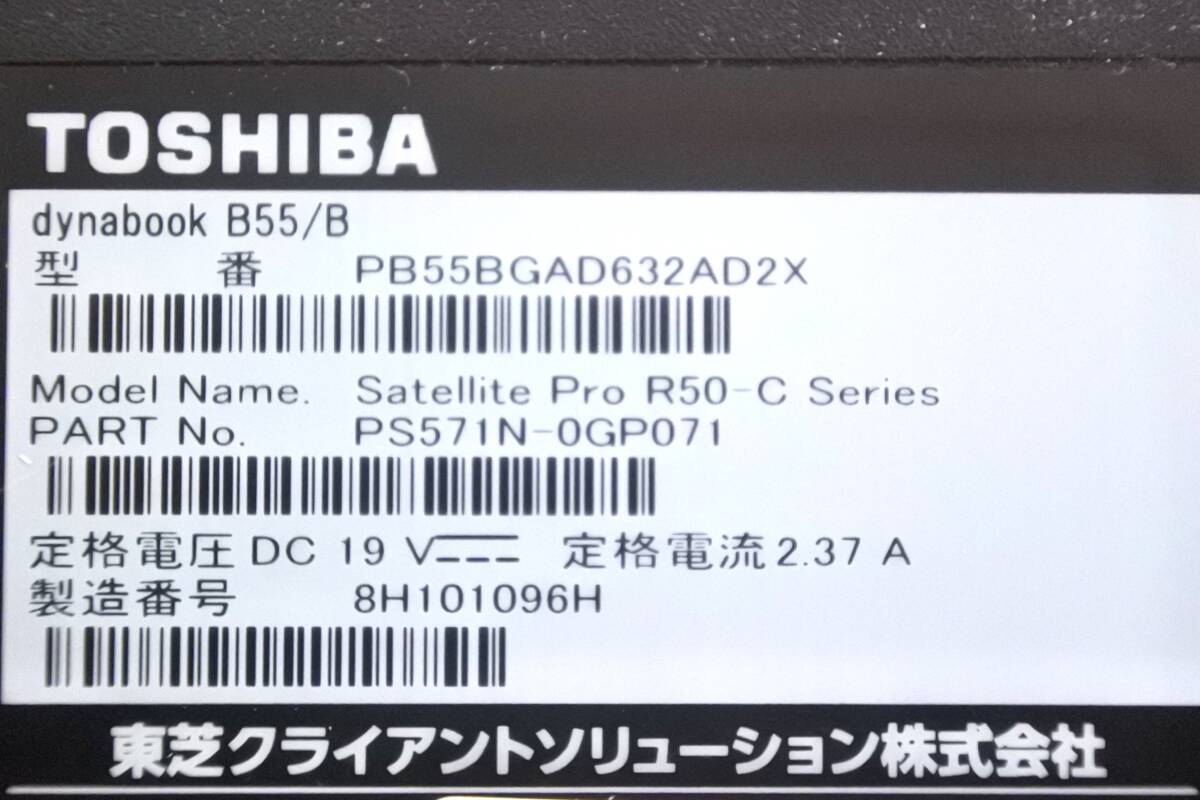 TOSHIBA
dynabook B55/B
型番 PB55BGAD632AD2X
Model Name. Satellite Pro R50-C Series
PART No. PS571N-0GP071
定格電圧 DC 19 V⎓ 定格電流 2.37 A
製造番号 8H101096H
東芝クライアントソリューション株式会社